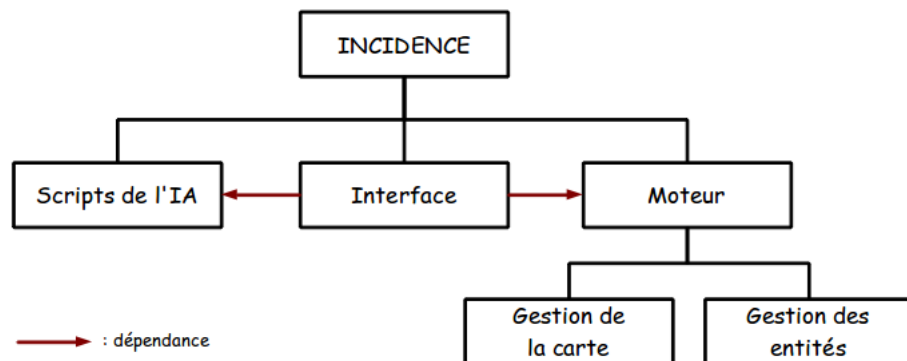 INCIDENCE
Scripts de l'IA
Interface
Moteur
Gestion de
la carte
Gestion des
entités
: dépendance